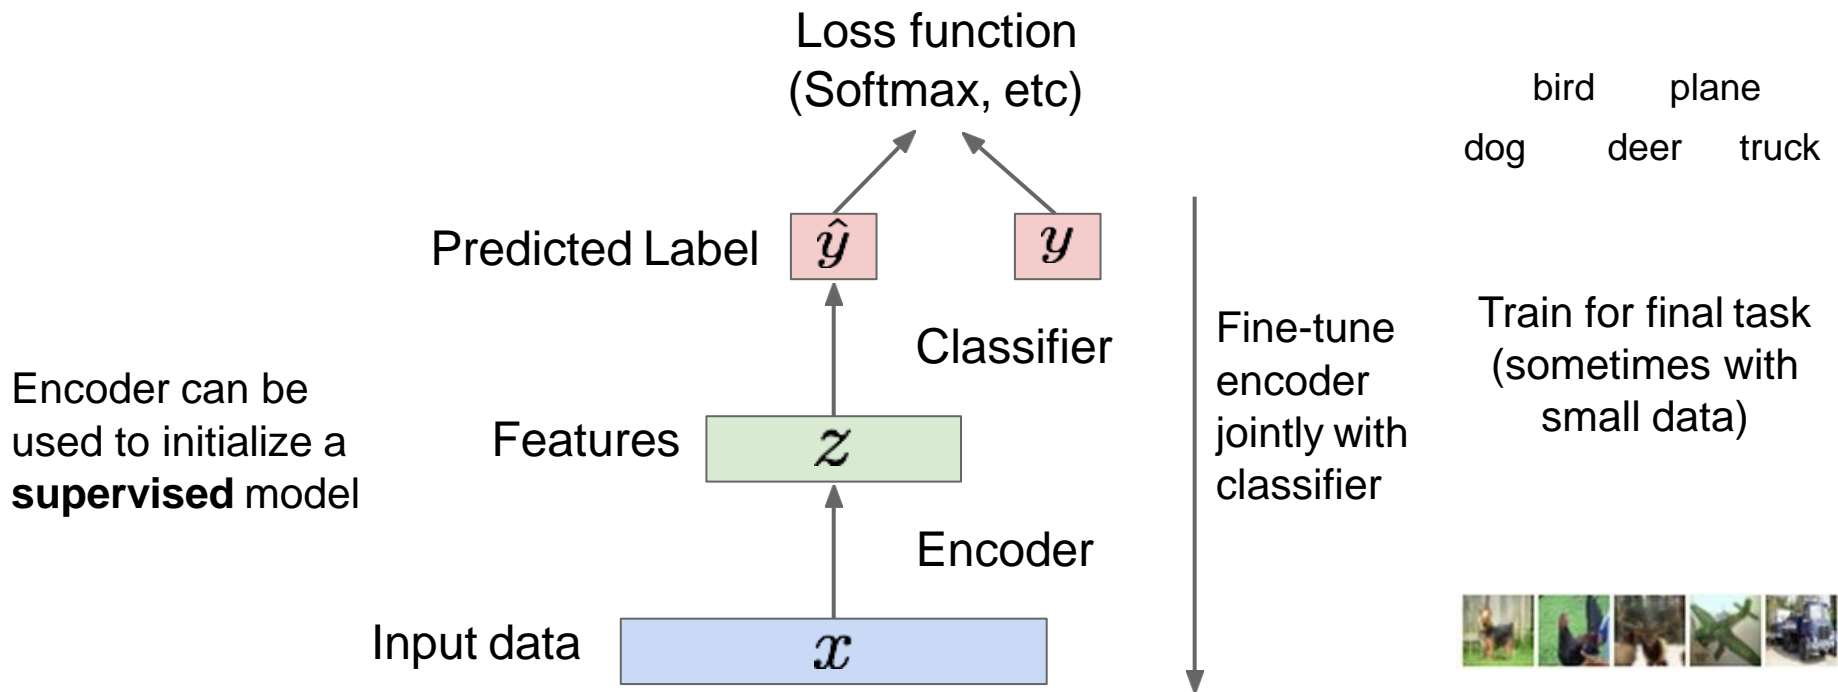 Loss function
(Softmax, etc)
bird plane
dog deer truck
Predicted Label ŷ y
Classifier
Fine-tune
encoder
jointly with
classifier
Train for final task
(sometimes with
small data)
Encoder can be
used to initialize a
supervised model
Features z
Encoder
Input data x